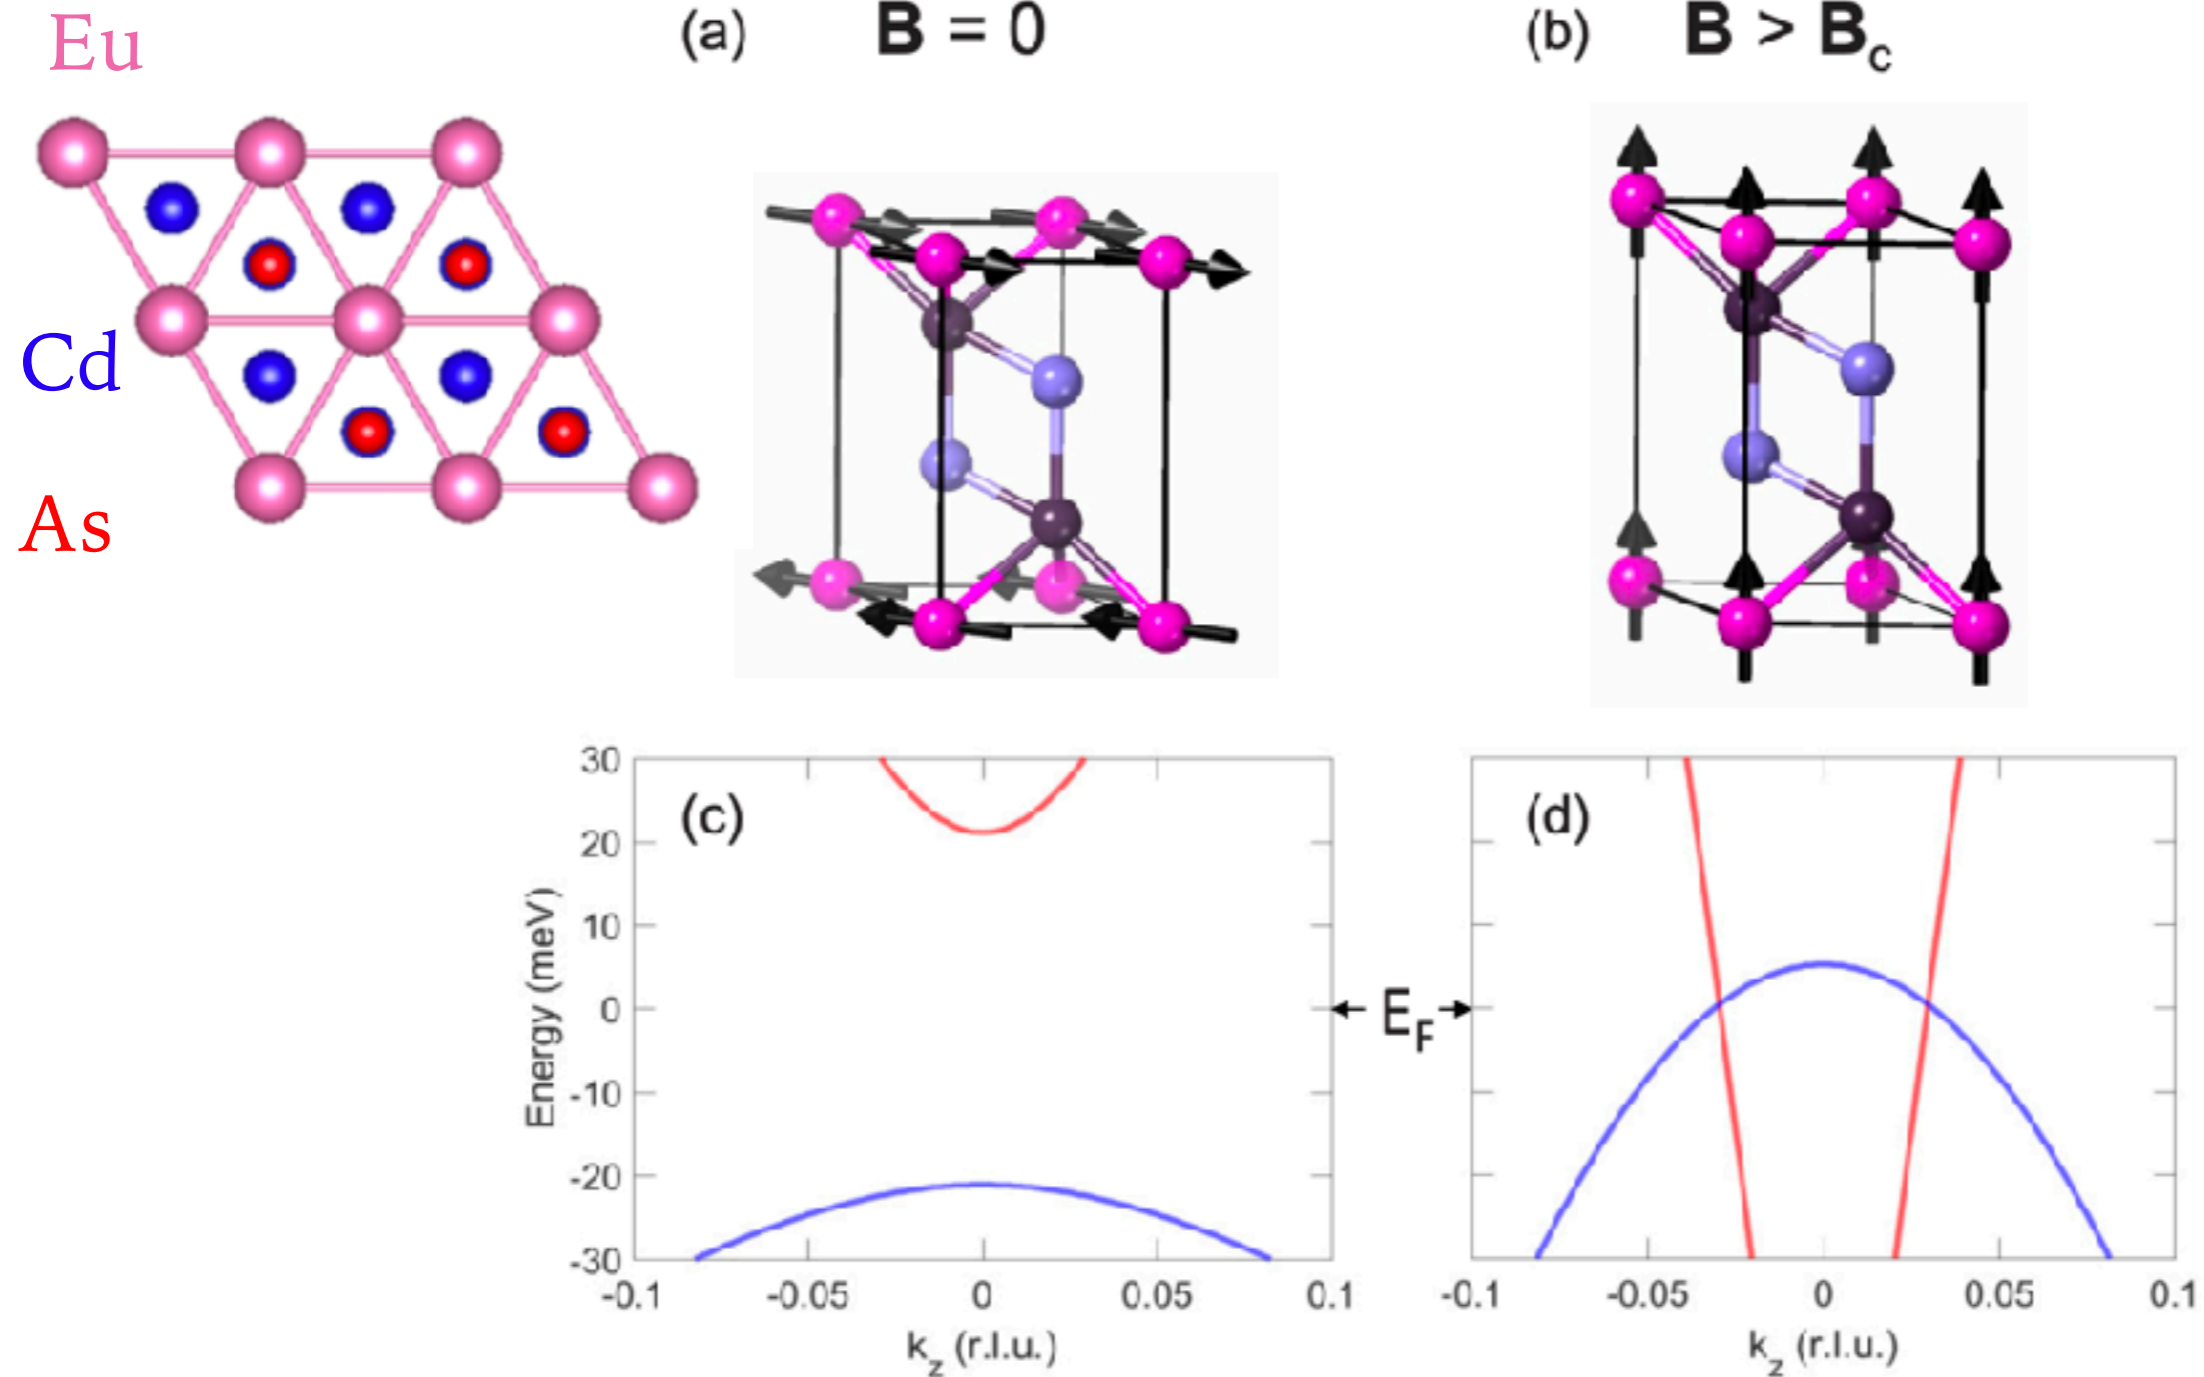 Eu
Cd
As
(a) B = 0
(b) B > Bc
(c)
30
20
10
0
-10
-20
-30
Energy (meV)
-0.1 -0.05 0 0.05 0.1
kz (r.l.u.)
EF
(d)
-0.1 -0.05 0 0.05 0.1
kz (r.l.u.)